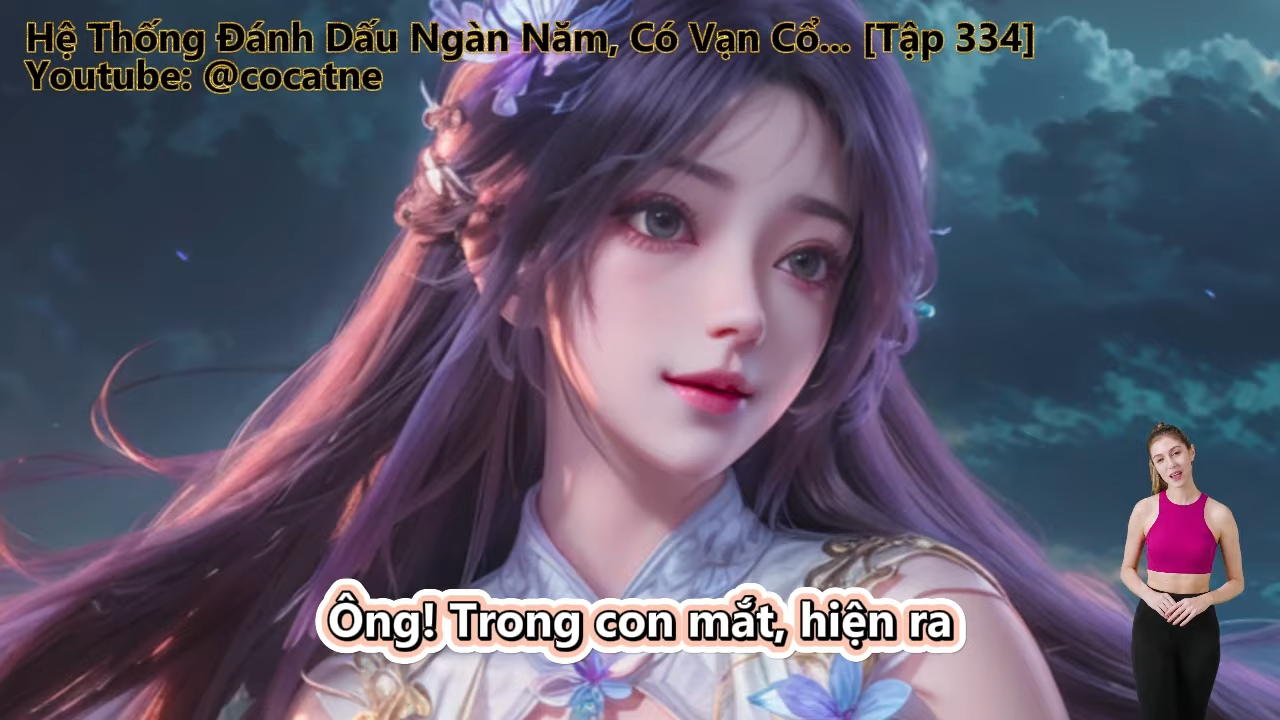 Hệ Thống Đánh Dấu Ngàn Năm, Có Vạn Cổ... [Tập 334]
Youtube: @cocatne
Ông! Trong con mắt, hiện ra